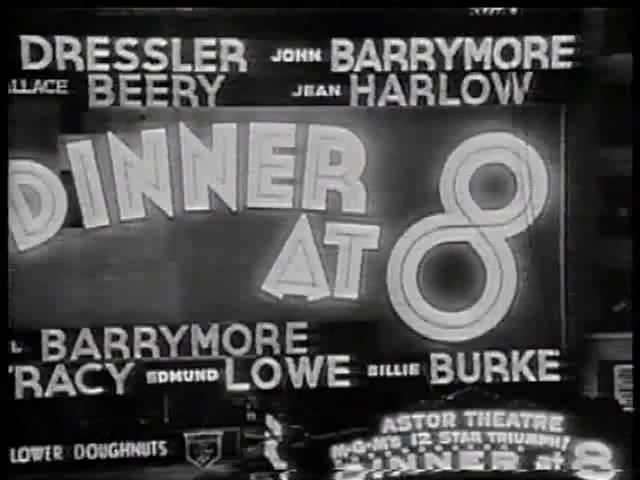 DRESSLER JOHN BARRYMORE
LLACE BEERY JEAN HARLOW
DINNER
AT 8
L BARRYMORE
RACY EDMUND LOWE BILLIE BURKE
LOWER DOUGHNUTS
ASTOR THEATRE
M-G-M'S 12 STAR TRIUMPH!
DINNER AT 8